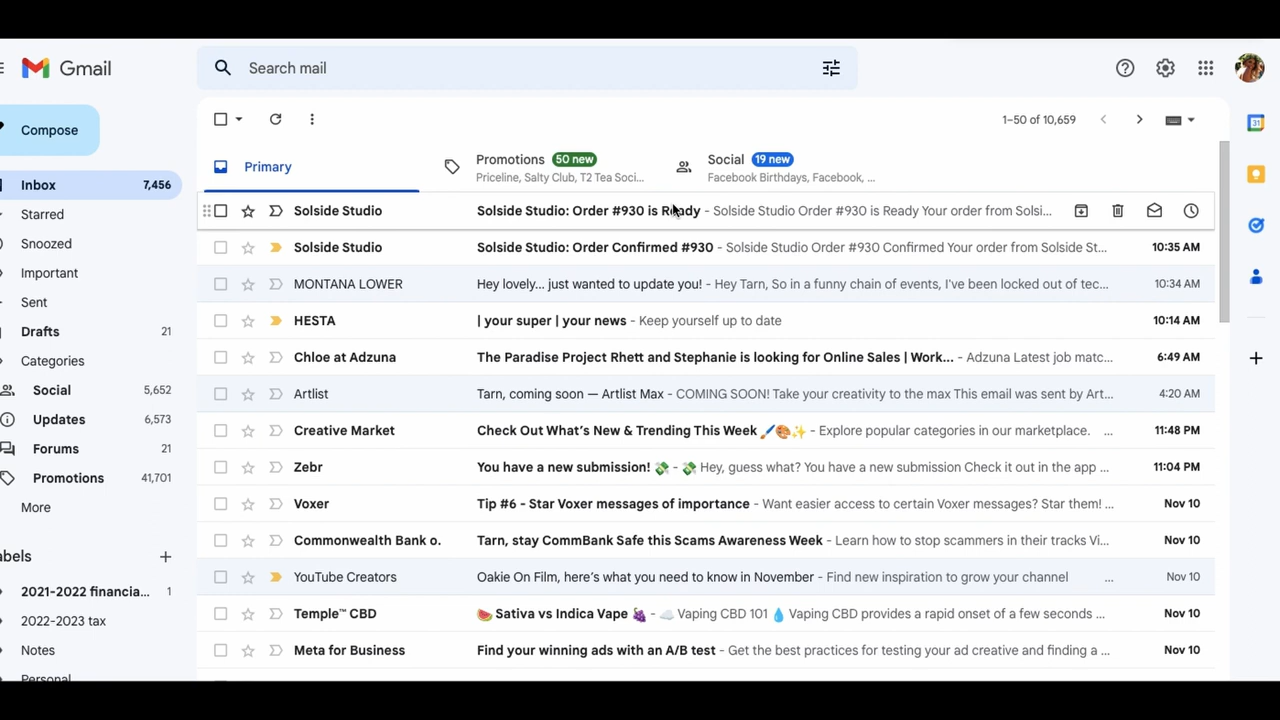 Gmail
Search mail
Compose
1–50 of 10,659
Inbox 7,456
Starred
Snoozed
Important
Sent
Drafts 21
Categories
Social 5,652
Updates 6,573
Forums 21
Promotions 41,701
More
abels
2021-2022 financia... 1
2022-2023 tax
Notes
Personal
Primary
Promotions 50 new
Priceline, Salty Club, T2 Tea Soci...
Social 19 new
Facebook Birthdays, Facebook, ...
Solside Studio Solside Studio: Order #930 is Ready - Solside Studio Order #930 is Ready Your order from Solsi...
Solside Studio Solside Studio: Order Confirmed #930 - Solside Studio Order #930 Confirmed Your order from Solside St... 10:35 AM
MONTANA LOWER Hey lovely... just wanted to update you! - Hey Tarn, So in a funny chain of events, I've been locked out of tec... 10:34 AM
HESTA | your super | your news - Keep yourself up to date 10:14 AM
Chloe at Adzuna The Paradise Project Rhett and Stephanie is looking for Online Sales | Work... - Adzuna Latest job matc... 6:49 AM
Artlist Tarn, coming soon — Artlist Max - COMING SOON! Take your creativity to the max This email was sent by Art... 4:20 AM
Creative Market Check Out What's New & Trending This Week 🖌️🎨✨ - Explore popular categories in our marketplace. ... 11:48 PM
Zebr You have a new submission! 💸 - 💸 Hey, guess what? You have a new submission Check it out in the app ... 11:04 PM
Voxer Tip #6 - Star Voxer messages of importance - Want easier access to certain Voxer messages? Star them! ... Nov 10
Commonwealth Bank o. Tarn, stay CommBank Safe this Scams Awareness Week - Learn how to stop scammers in their tracks Vi... Nov 10
YouTube Creators Oakie On Film, here's what you need to know in November - Find new inspiration to grow your channel ... Nov 10
Temple™ CBD 🍉 Sativa vs Indica Vape 🍇 - ☁️ Vaping CBD 101 💧 Vaping CBD provides a rapid onset of a few seconds ... Nov 10
Meta for Business Find your winning ads with an A/B test - Get the best practices for testing your ad creative and finding a ... Nov 10